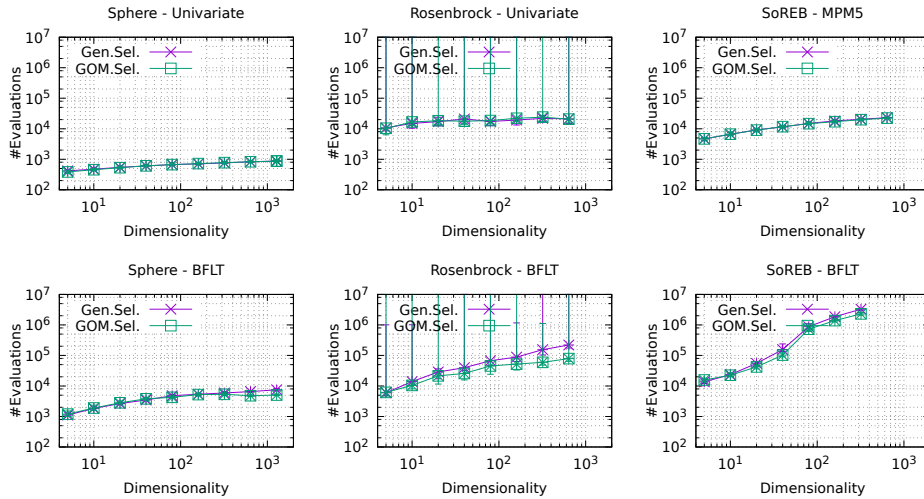 Sphere - Univariate
10^7
10^6
10^5
10^4
10^3
10^2
#Evaluations
Gen.Sel.
GOM.Sel.
10^1
10^2
10^3
Dimensionality
Rosenbrock - Univariate
10^7
10^6
10^5
10^4
10^3
10^2
#Evaluations
Gen.Sel.
GOM.Sel.
10^1
10^2
10^3
Dimensionality
SoREB - MPM5
10^7
10^6
10^5
10^4
10^3
10^2
#Evaluations
Gen.Sel.
GOM.Sel.
10^1
10^2
10^3
Dimensionality
Sphere - BFLT
10^7
10^6
10^5
10^4
10^3
10^2
#Evaluations
Gen.Sel.
GOM.Sel.
10^1
10^2
10^3
Dimensionality
Rosenbrock - BFLT
10^7
10^6
10^5
10^4
10^3
10^2
#Evaluations
Gen.Sel.
GOM.Sel.
10^1
10^2
10^3
Dimensionality
SoREB - BFLT
10^7
10^6
10^5
10^4
10^3
10^2
#Evaluations
Gen.Sel.
GOM.Sel.
10^1
10^2
10^3
Dimensionality